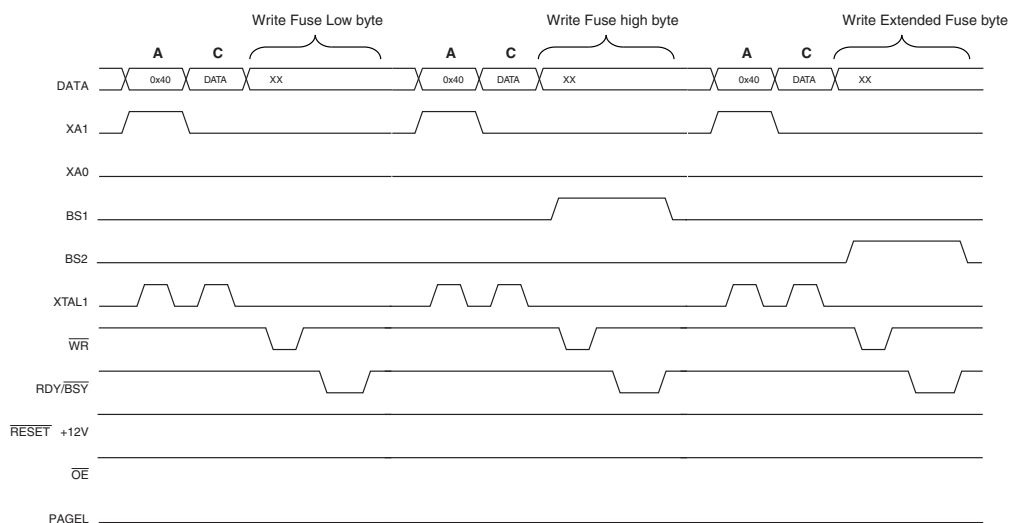 Write Fuse Low byte Write Fuse high byte Write Extended Fuse byte
A C A C A C
DATA 0x40 DATA XX 0x40 DATA XX 0x40 DATA XX
XA1
XA0
BS1
BS2
XTAL1
WR
RDY/BSY
RESET +12V
OE
PAGEL